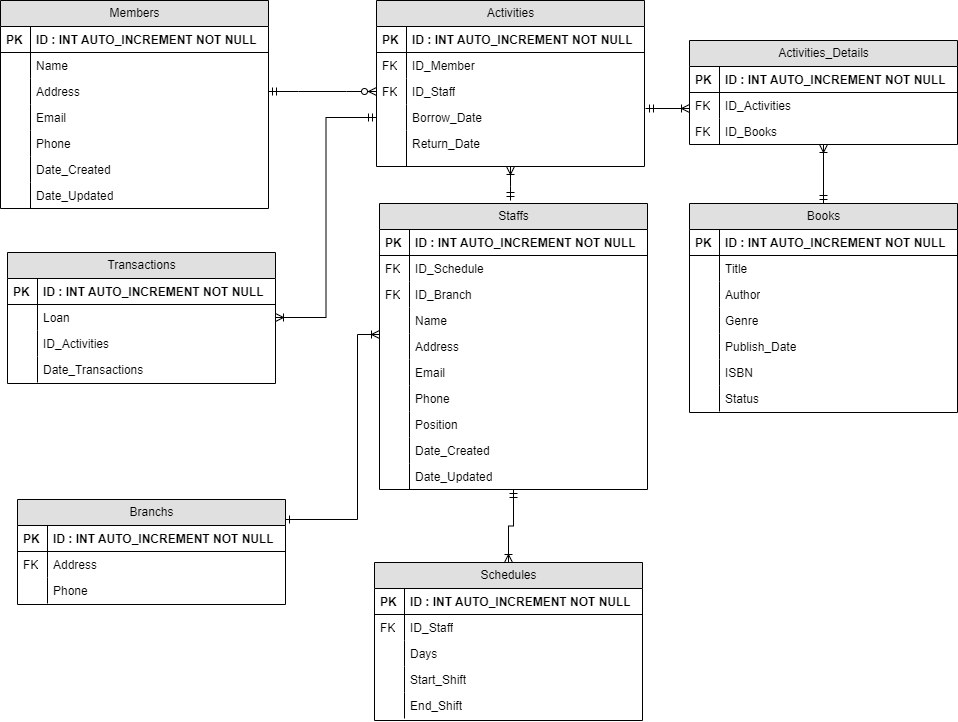 Members
PK ID : INT AUTO_INCREMENT NOT NULL
Name
Address
Email
Phone
Date_Created
Date_Updated
Activities
PK ID : INT AUTO_INCREMENT NOT NULL
FK ID_Member
FK ID_Staff
Borrow_Date
Return_Date
Activities_Details
PK ID : INT AUTO_INCREMENT NOT NULL
FK ID_Activities
FK ID_Books
Transactions
PK ID : INT AUTO_INCREMENT NOT NULL
Loan
ID_Activities
Date_Transactions
Staffs
PK ID : INT AUTO_INCREMENT NOT NULL
FK ID_Schedule
FK ID_Branch
Name
Address
Email
Phone
Position
Date_Created
Date_Updated
Books
PK ID : INT AUTO_INCREMENT NOT NULL
Title
Author
Genre
Publish_Date
ISBN
Status
Branchs
PK ID : INT AUTO_INCREMENT NOT NULL
FK Address
Phone
Schedules
PK ID : INT AUTO_INCREMENT NOT NULL
FK ID_Staff
Days
Start_Shift
End_Shift